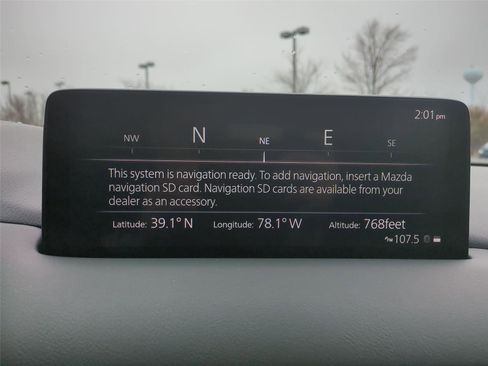 2:01 pm
NW N NE E SE
This system is navigation ready. To add navigation, insert a Mazda
navigation SD card. Navigation SD cards are available from your
dealer as an accessory.
Latitude: 39.1° N Longitude: 78.1° W Altitude: 768feet
107.5